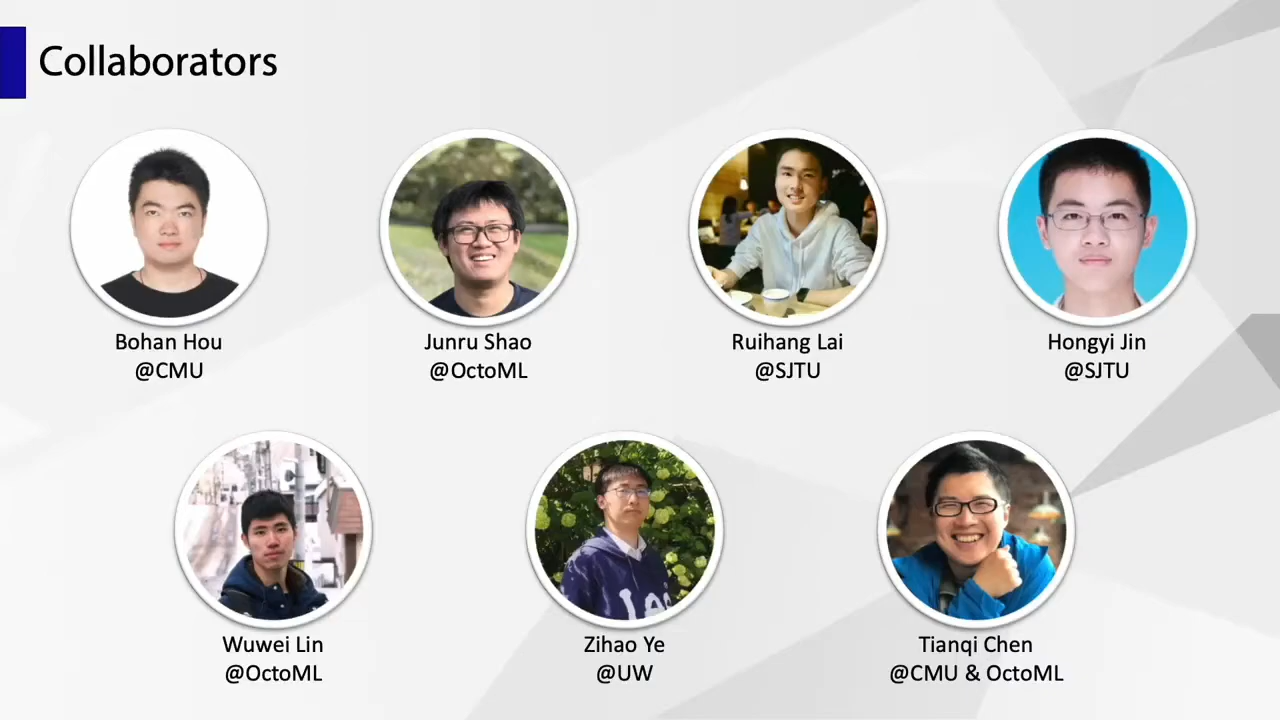 Collaborators
Bohan Hou
@CMU
Junru Shao
@OctoML
Ruihang Lai
@SJTU
Hongyi Jin
@SJTU
Wuwei Lin
@OctoML
Zihao Ye
@UW
Tianqi Chen
@CMU & OctoML